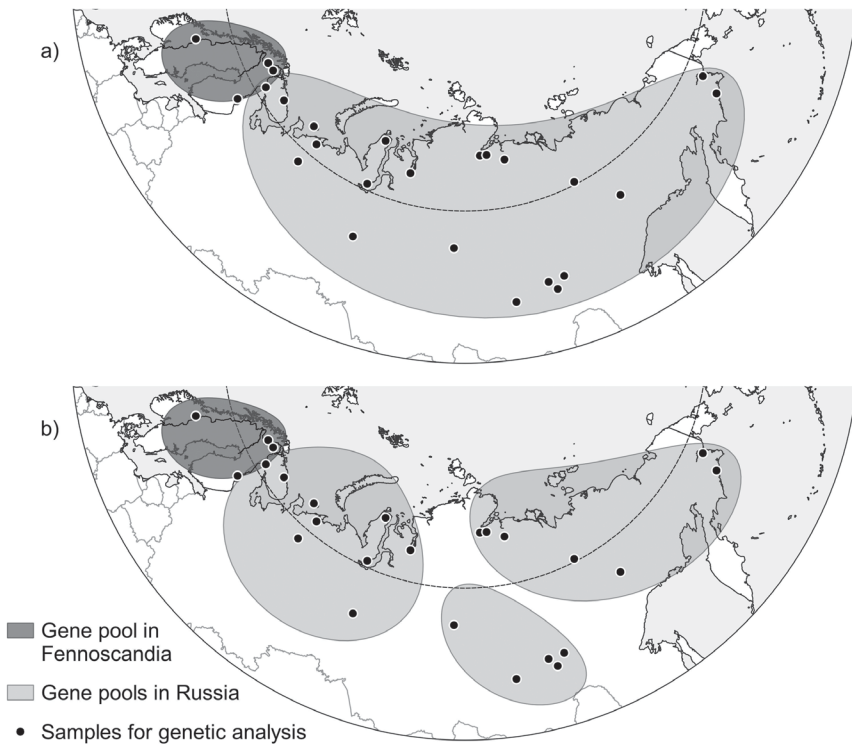 a)
b)
Gene pool in
Fennoscandia
Gene pools in Russia
Samples for genetic analysis